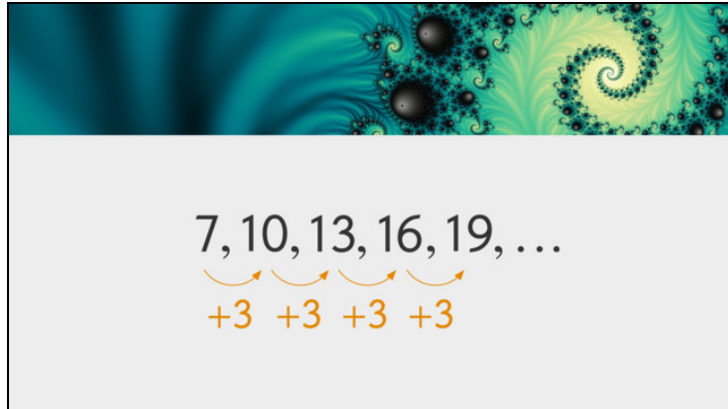 7, 10, 13, 16, 19, …
+3 +3 +3 +3